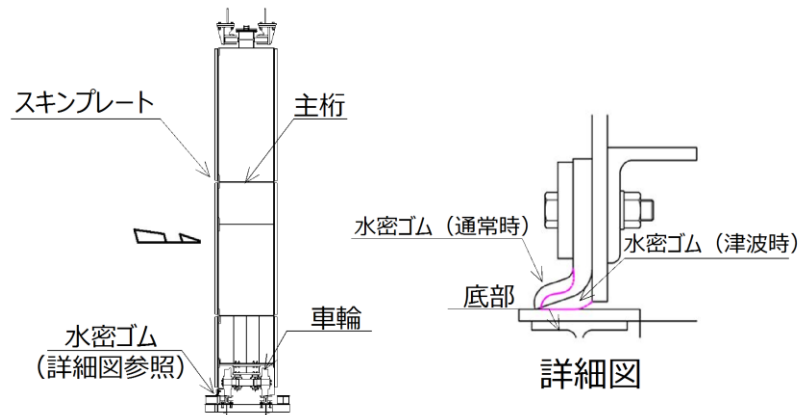 スキンプレート
主桁
水密ゴム
(詳細図参照)
車輪
水密ゴム（通常時）
水密ゴム（津波時）
底部
詳細図